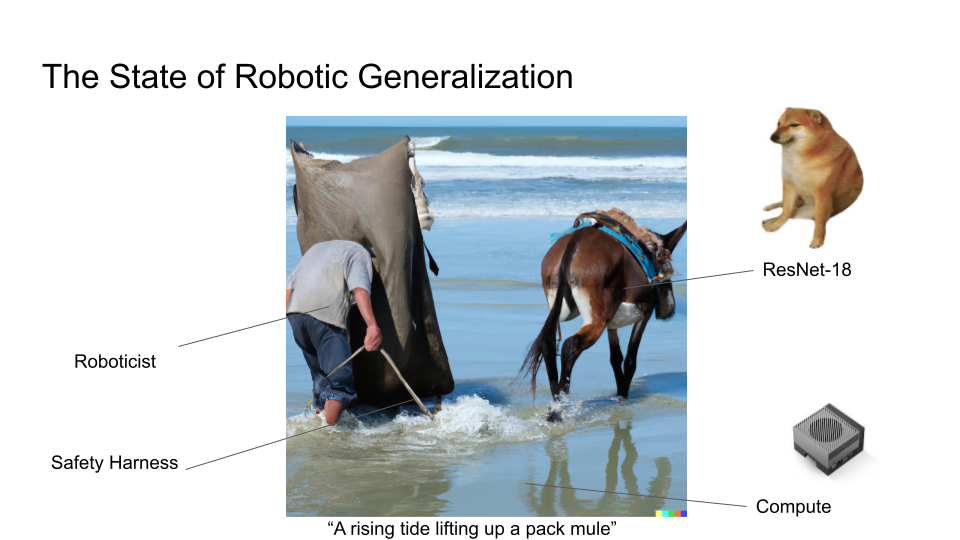 The State of Robotic Generalization
ResNet-18
Roboticist
Safety Harness
Compute
“A rising tide lifting up a pack mule”